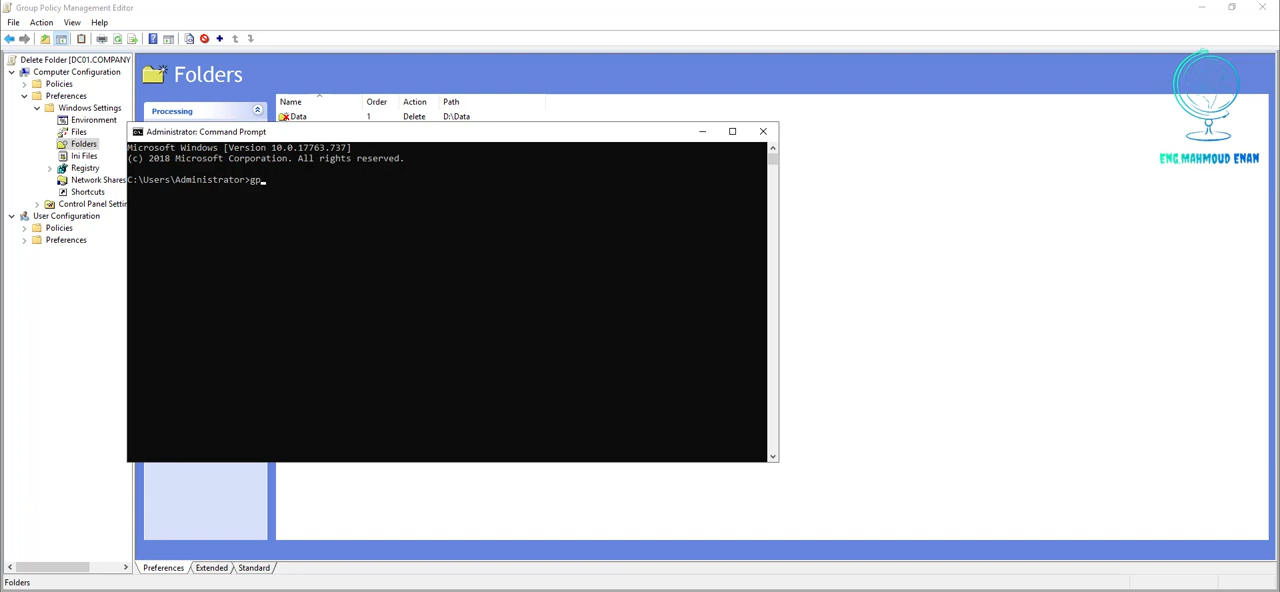 Group Policy Management Editor
File Action View Help
Delete Folder [DC01.COMPANY
Computer Configuration
Policies
Preferences
Windows Settings
Environment
Files
Folders
Ini Files
Registry
Network Shares
Shortcuts
Control Panel Settin
User Configuration
Policies
Preferences
Folders
Processing
Name Order Action Path
Data 1 Delete D:\Data
Administrator: Command Prompt
Microsoft Windows [Version 10.0.17763.737]
(c) 2018 Microsoft Corporation. All rights reserved.
C:\Users\Administrator>gp_
ENG.MAHMOUD ENAN
Preferences Extended Standard
Folders